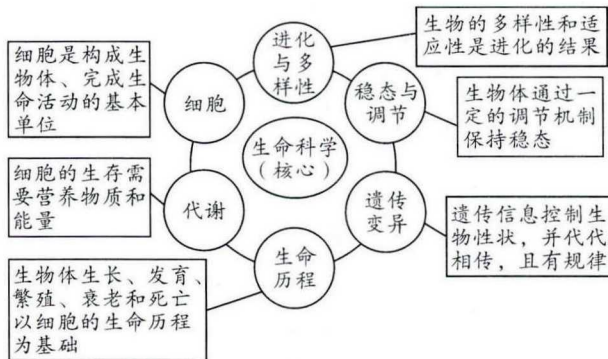 进化
与多
样性
生物的多样性和适
应性是进化的结果
细胞是构成生
物体、完成生
命活动的基本
单位
细胞
稳态与
调节
生物体通过一
定的调节机制
保持稳态
生命科学
(核心)
细胞的生存需
要营养物质和
能量
代谢
遗传
变异
遗传信息控制生
物性状，并代代
相传，且有规律
生命
历程
生物体生长、发育、
繁殖、衰老和死亡
以细胞的生命历程
为基础